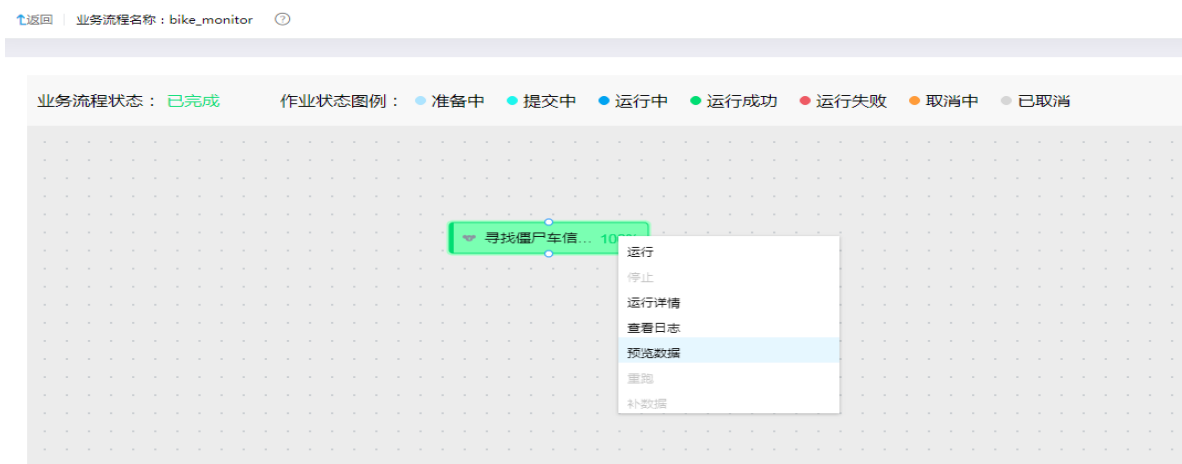 返回 业务流程名称：bike_monitor ?
业务流程状态： 已完成 作业状态图例： 准备中 提交中 运行中 运行成功 运行失败 取消中 已取消
寻找僵尸车信...
运行
停止
运行详情
查看日志
预览数据
重跑
补数据